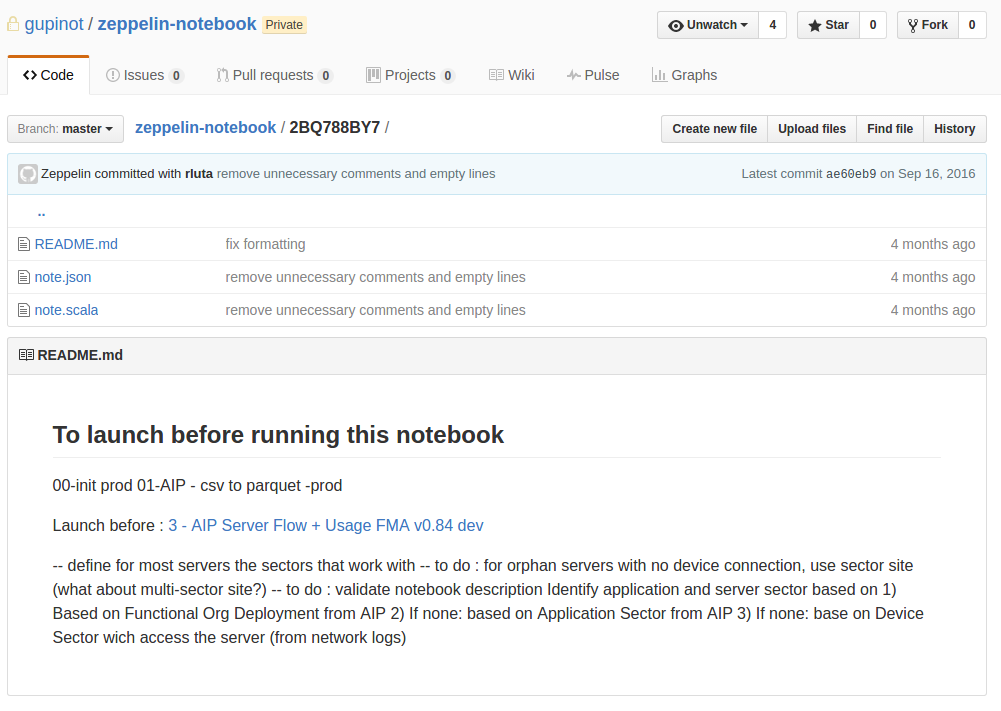 gupinot / zeppelin-notebook Private Unwatch 4 Star 0 Fork 0
Code Issues 0 Pull requests 0 Projects 0 Wiki Pulse Graphs
Branch: master zeppelin-notebook / 2BQ788BY7 / Create new file Upload files Find file History
Zeppelin committed with rluta remove unnecessary comments and empty lines Latest commit ae60eb9 on Sep 16, 2016
..
README.md fix formatting 4 months ago
note.json remove unnecessary comments and empty lines 4 months ago
note.scala remove unnecessary comments and empty lines 4 months ago
README.md
To launch before running this notebook
00-init prod 01-AIP - csv to parquet -prod
Launch before : 3 - AIP Server Flow + Usage FMA v0.84 dev
-- define for most servers the sectors that work with -- to do : for orphan servers with no device connection, use sector site
(what about multi-sector site?) -- to do : validate notebook description Identify application and server sector based on 1)
Based on Functional Org Deployment from AIP 2) If none: based on Application Sector from AIP 3) If none: base on Device
Sector wich access the server (from network logs)